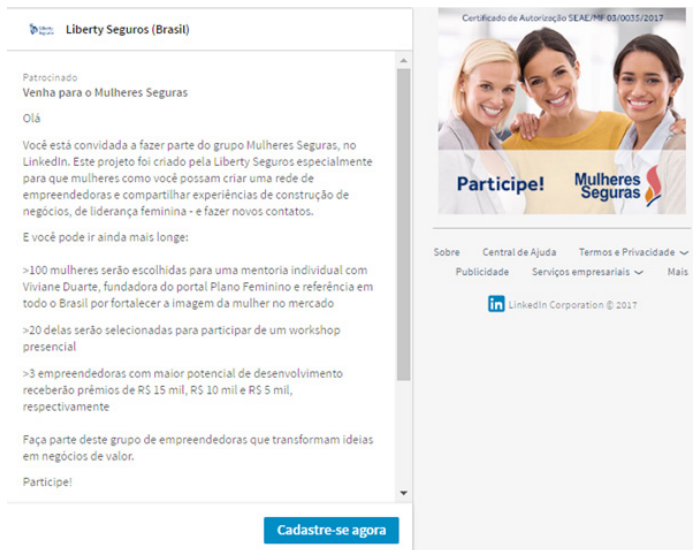 Liberty Seguros
Liberty Seguros (Brasil)
Patrocinado
Venha para o Mulheres Seguras
Olá
Você está convidada a fazer parte do grupo Mulheres Seguras, no
LinkedIn. Este projeto foi criado pela Liberty Seguros especialmente
para que mulheres como você possam criar uma rede de
empreendedoras e compartilhar experiências de construção de
negócios, de liderança feminina - e fazer novos contatos.
E você pode ir ainda mais longe:
>100 mulheres serão escolhidas para uma mentoria individual com
Viviane Duarte, fundadora do portal Plano Feminino e referência em
todo o Brasil por fortalecer a imagem da mulher no mercado
>20 delas serão selecionadas para participar de um workshop
presencial
>3 empreendedoras com maior potencial de desenvolvimento
receberão prêmios de R$ 15 mil, R$ 10 mil e R$ 5 mil,
respectivamente
Faça parte deste grupo de empreendedoras que transformam ideias
em negócios de valor.
Participe!
Cadastre-se agora
Certificado de Autorização SEAE/MF 03/0035/2017
Participe!
Mulheres
Seguras
Sobre Central de Ajuda Termos e Privacidade
Publicidade Serviços empresariais Mais
in LinkedIn Corporation © 2017